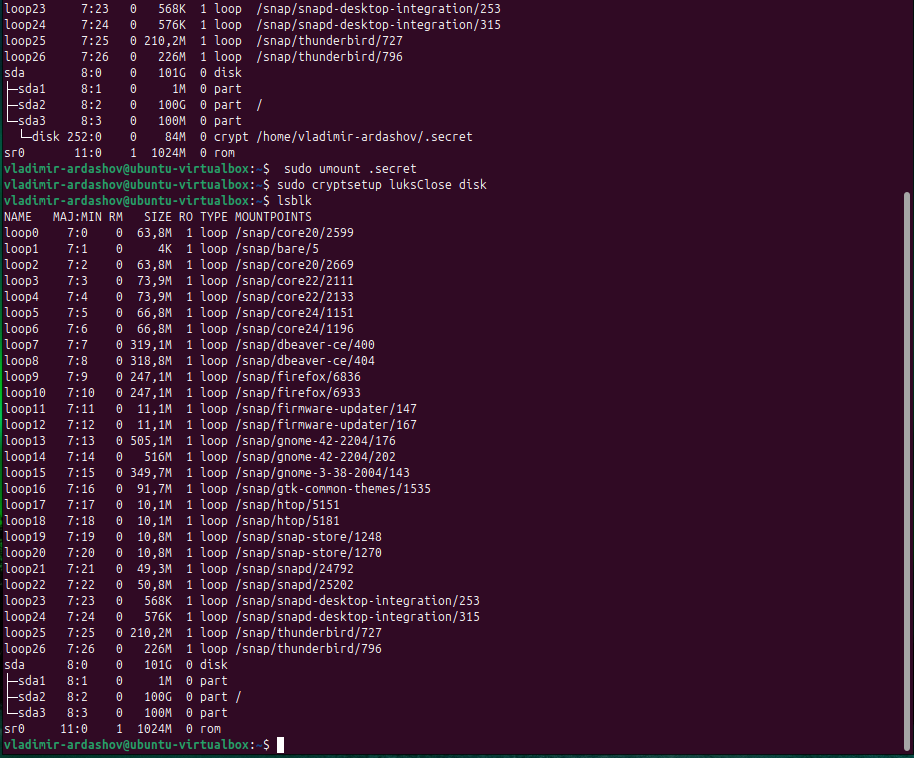 loop23     7:23   0   568K  1 loop  /snap/snapd-desktop-integration/253
loop24     7:24   0   576K  1 loop  /snap/snapd-desktop-integration/315
loop25     7:25   0 210,2M  1 loop  /snap/thunderbird/727
loop26     7:26   0   226M  1 loop  /snap/thunderbird/796
sda        8:0    0   101G  0 disk
├─sda1     8:1    0     1M  0 part
├─sda2     8:2    0   100G  0 part  /
└─sda3     8:3    0   100M  0 part
  └─disk 252:0    0    84M  0 crypt /home/vladimir-ardashov/.secret
sr0       11:0    1  1024M  0 rom
vladimir-ardashov@ubuntu-virtualbox:~$  sudo umount .secret
vladimir-ardashov@ubuntu-virtualbox:~$ sudo cryptsetup luksClose disk
vladimir-ardashov@ubuntu-virtualbox:~$ lsblk
NAME   MAJ:MIN RM   SIZE RO TYPE MOUNTPOINTS
loop0    7:0    0  63,8M  1 loop /snap/core20/2599
loop1    7:1    0     4K  1 loop /snap/bare/5
loop2    7:2    0  63,8M  1 loop /snap/core20/2669
loop3    7:3    0  73,9M  1 loop /snap/core22/2111
loop4    7:4    0  73,9M  1 loop /snap/core22/2133
loop5    7:5    0  66,8M  1 loop /snap/core24/1151
loop6    7:6    0  66,8M  1 loop /snap/core24/1196
loop7    7:7    0 319,1M  1 loop /snap/dbeaver-ce/400
loop8    7:8    0 318,8M  1 loop /snap/dbeaver-ce/404
loop9    7:9    0 247,1M  1 loop /snap/firefox/6836
loop10   7:10   0 247,1M  1 loop /snap/firefox/6933
loop11   7:11   0  11,1M  1 loop /snap/firmware-updater/147
loop12   7:12   0  11,1M  1 loop /snap/firmware-updater/167
loop13   7:13   0 505,1M  1 loop /snap/gnome-42-2204/176
loop14   7:14   0   516M  1 loop /snap/gnome-42-2204/202
loop15   7:15   0 349,7M  1 loop /snap/gnome-3-38-2004/143
loop16   7:16   0  91,7M  1 loop /snap/gtk-common-themes/1535
loop17   7:17   0  10,1M  1 loop /snap/htop/5151
loop18   7:18   0  10,1M  1 loop /snap/htop/5181
loop19   7:19   0  10,8M  1 loop /snap/snap-store/1248
loop20   7:20   0  10,8M  1 loop /snap/snap-store/1270
loop21   7:21   0  49,3M  1 loop /snap/snapd/24792
loop22   7:22   0  50,8M  1 loop /snap/snapd/25202
loop23   7:23   0   568K  1 loop /snap/snapd-desktop-integration/253
loop24   7:24   0   576K  1 loop /snap/snapd-desktop-integration/315
loop25   7:25   0 210,2M  1 loop /snap/thunderbird/727
loop26   7:26   0   226M  1 loop /snap/thunderbird/796
sda      8:0    0   101G  0 disk
├─sda1   8:1    0     1M  0 part
├─sda2   8:2    0   100G  0 part /
└─sda3   8:3    0   100M  0 part
sr0     11:0    1  1024M  0 rom
vladimir-ardashov@ubuntu-virtualbox:~$